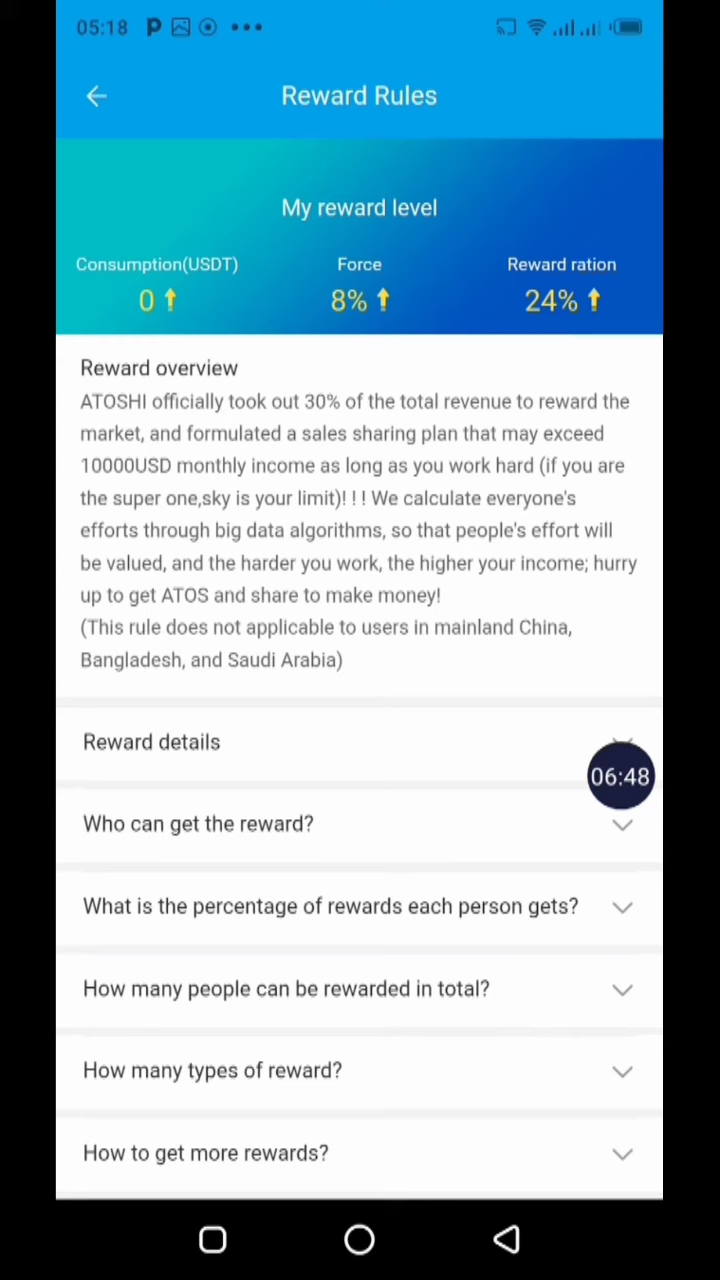 05:18 P
Reward Rules
My reward level
Consumption(USDT) Force Reward ration
0 8% 24%
Reward overview
ATOSHI officially took out 30% of the total revenue to reward the
market, and formulated a sales sharing plan that may exceed
10000USD monthly income as long as you work hard (if you are
the super one,sky is your limit)! ! ! We calculate everyone's
efforts through big data algorithms, so that people's effort will
be valued, and the harder you work, the higher your income; hurry
up to get ATOS and share to make money!
(This rule does not applicable to users in mainland China,
Bangladesh, and Saudi Arabia)
Reward details
06:48
Who can get the reward?
What is the percentage of rewards each person gets?
How many people can be rewarded in total?
How many types of reward?
How to get more rewards?